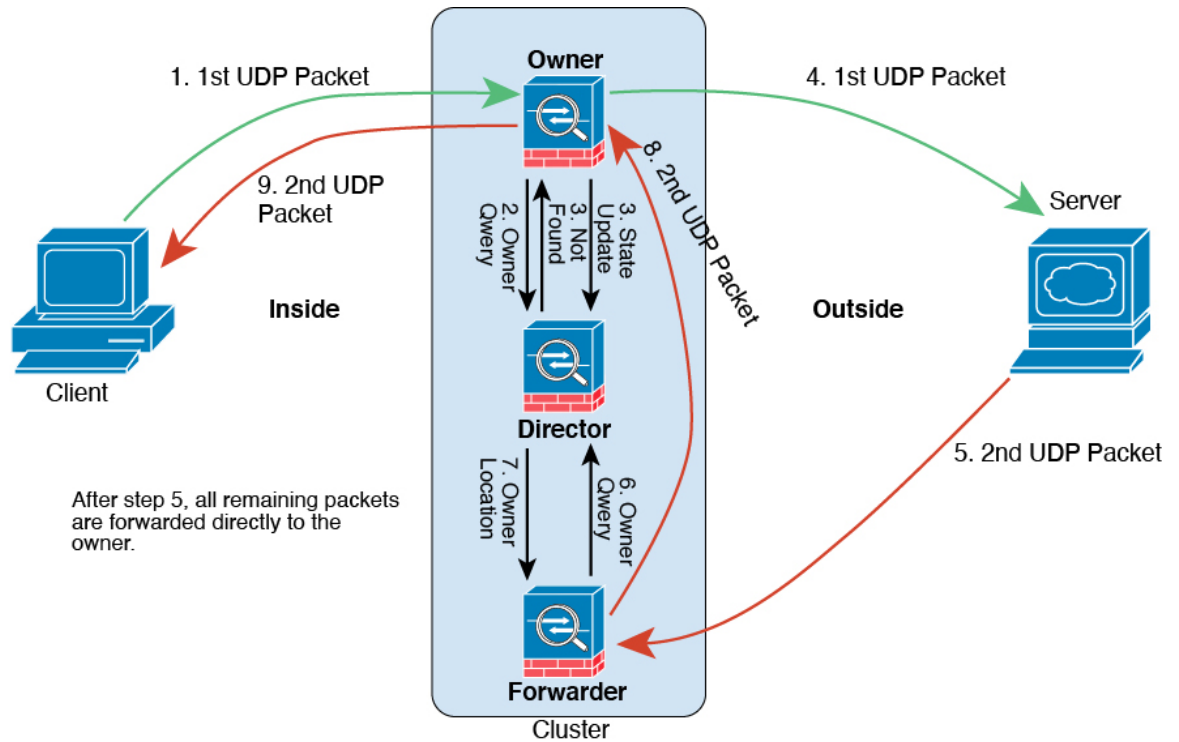 Owner
1. 1st UDP Packet
4. 1st UDP Packet
9. 2nd UDP
Packet
8. 2nd UDP Packet
2. Owner
Qwery
3. Not
Found
3. State
Update
Server
Inside
Outside
Client
Director
5. 2nd UDP Packet
7. Owner
Location
6. Owner
Qwery
After step 5, all remaining packets
are forwarded directly to the
owner.
Forwarder
Cluster